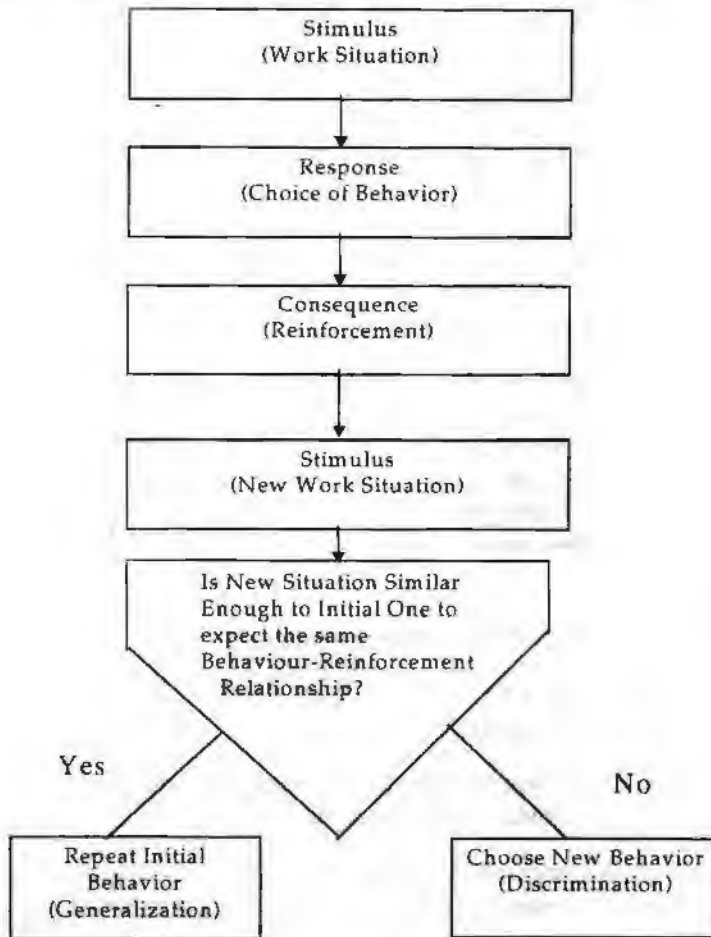 Stimulus
(Work Situation)
Response
(Choice of Behavior)
Consequence
(Reinforcement)
Stimulus
(New Work Situation)
Is New Situation Similar
Enough to Initial One to
expect the same
Behaviour-Reinforcement
Relationship?
Yes
No
Repeat Initial
Behavior
(Generalization)
Choose New Behavior
(Discrimination)